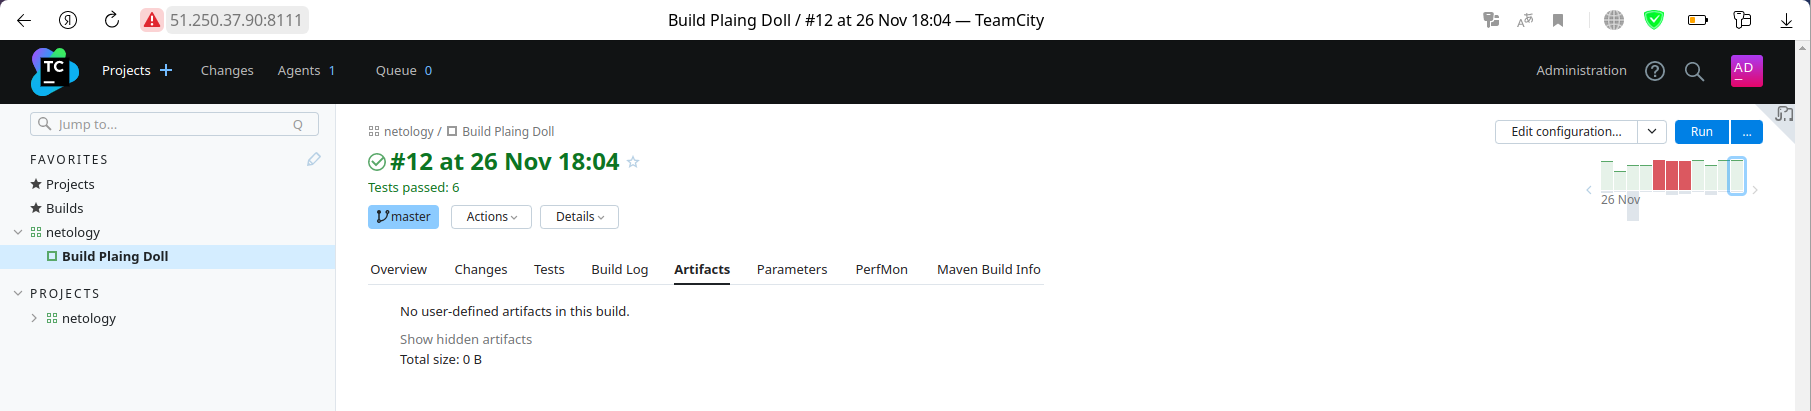 51.250.37.90:8111
Build Plaing Doll / #12 at 26 Nov 18:04 — TeamCity
TC
Projects + Changes Agents 1 Queue 0
Administration ? AD
Jump to... Q
FAVORITES
Projects
Builds
netology
Build Plaing Doll
PROJECTS
netology
netology / Build Plaing Doll
Edit configuration... Run ...
#12 at 26 Nov 18:04
Tests passed: 6
26 Nov
master Actions Details
Overview Changes Tests Build Log Artifacts Parameters PerfMon Maven Build Info
No user-defined artifacts in this build.
Show hidden artifacts
Total size: 0 B